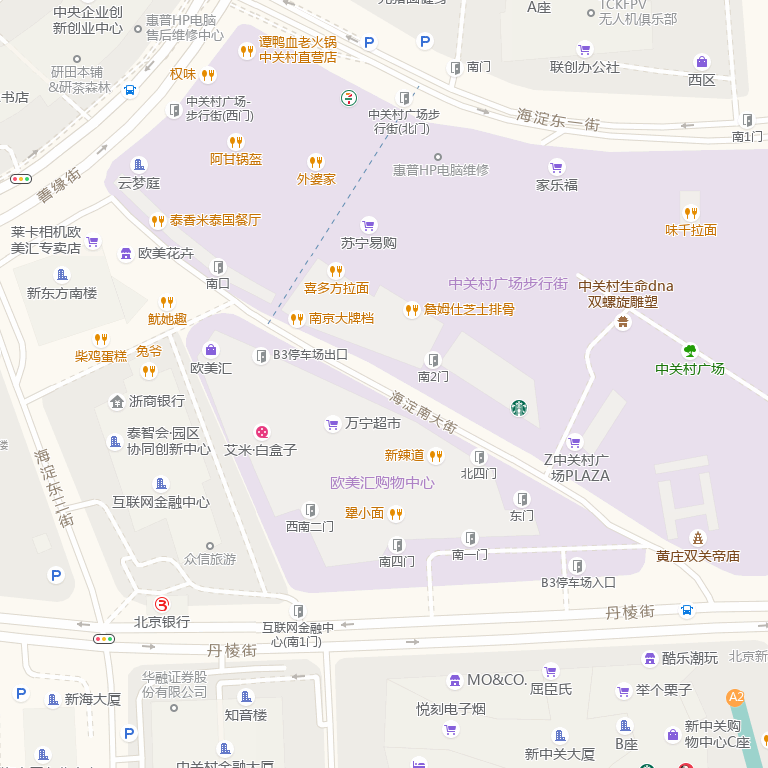 中央企业创
新创业中心
惠普HP电脑
售后维修中心
A座
TCKFPV
无人机俱乐部
谭鸭血老火锅
中关村直营店
P
P
研田本铺
&研茶森林
权味
南门
联创办公社
西区
书店
中关村广场-
步行街(西门)
7
中关村广场步
行街(北门)
海淀东一街
南1门
阿甘锅盔
外婆家
惠普HP电脑维修
家乐福
云梦庭
善缘街
泰香米泰国餐厅
味千拉面
莱卡相机欧
美汇专卖店
欧美花卉
苏宁易购
南口
新东方南楼
喜多方拉面
中关村广场步行街
中关村生命dna
双螺旋雕塑
鱿她趣
南京大牌档
詹姆仕芝士排骨
柴鸡蛋糕
兔爷
欧美汇
B3停车场出口
南2门
中关村广场
浙商银行
海淀南大街
万宁超市
泰智会·园区
协同创新中心
艾米·白盒子
新辣道
北四门
Z中关村广
场PLAZA
海淀东三街
楼
互联网金融中心
欧美汇购物中心
西南二门
犟小面
东门
众信旅游
南四门
南一门
黄庄双关帝庙
P
B3停车场入口
北京银行
互联网金融中
心(南1门)
丹棱街
丹棱街
华融证券股
份有限公司
酷乐潮玩
北京新
P
新海大厦
MO&CO.
屈臣氏
举个栗子
A2
知音楼
悦刻电子烟
P
新中关大厦
B座
新中关购
物中心C座
中关村金融大厦